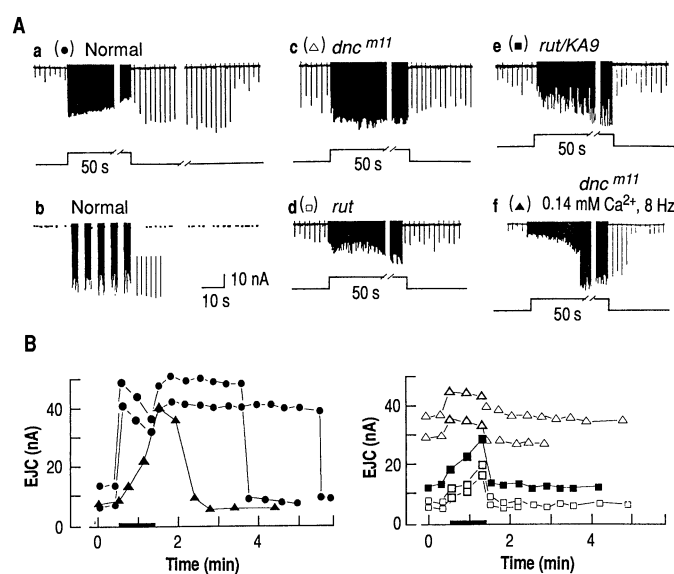 A
a (●) Normal
c (△) dnc m11
e (■) rut/KA9
50 s
50 s
50 s
b Normal
d (□) rut
dnc m11
f (▲) 0.14 mM Ca2+, 8 Hz
10 nA
10 s
50 s
50 s
B
EJC (nA)
40
20
0
0 2 4
Time (min)
EJC (nA)
40
20
0
0 2 4
Time (min)